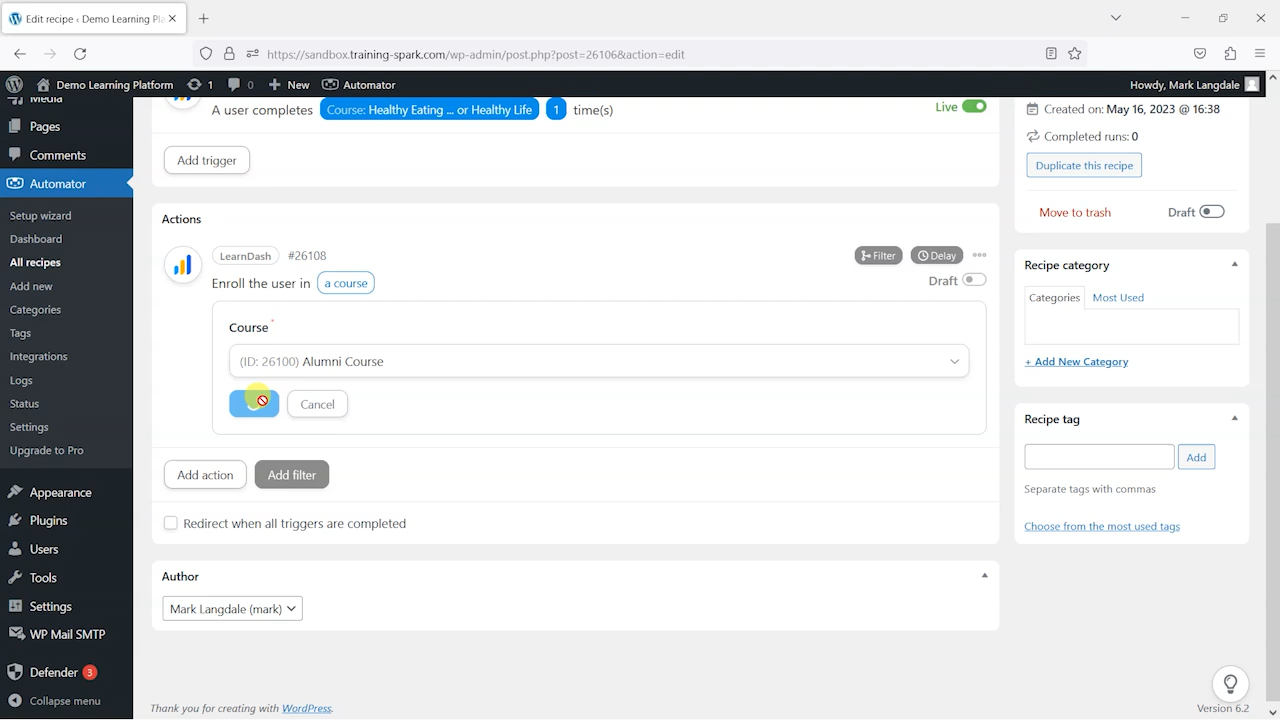 Edit recipe ‹ Demo Learning Pla
https://sandbox.training-spark.com/wp-admin/post.php?post=26106&action=edit
Demo Learning Platform
1
0
New
Automator
Howdy, Mark Langdale
Media
Pages
Comments
Automator
Setup wizard
Dashboard
All recipes
Add new
Categories
Tags
Integrations
Logs
Status
Settings
Upgrade to Pro
Appearance
Plugins
Users
Tools
Settings
WP Mail SMTP
Defender 3
Collapse menu
A user completes Course: Healthy Eating ... or Healthy Life 1 time(s)
Live
Add trigger
Actions
LearnDash #26108
Filter
Delay
Enroll the user in a course
Draft
Course *
(ID: 26100) Alumni Course
Cancel
Add action
Add filter
Redirect when all triggers are completed
Author
Mark Langdale (mark)
Thank you for creating with WordPress.
Created on: May 16, 2023 @ 16:38
Completed runs: 0
Duplicate this recipe
Move to trash
Draft
Recipe category
Categories
Most Used
+ Add New Category
Recipe tag
Add
Separate tags with commas
Choose from the most used tags
Version 6.2